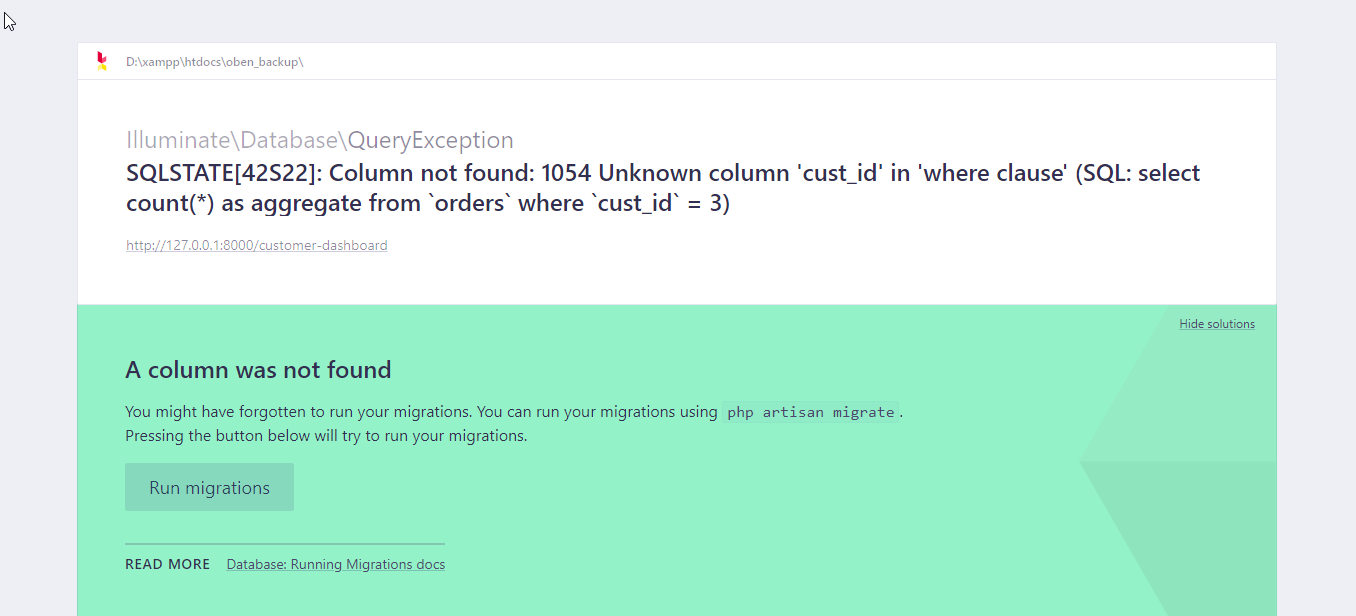 D:\xampp\htdocs\oben_backup\
Illuminate\Database\QueryException
SQLSTATE[42S22]: Column not found: 1054 Unknown column 'cust_id' in 'where clause' (SQL: select
count(*) as aggregate from `orders` where `cust_id` = 3)
http://127.0.0.1:8000/customer-dashboard
Hide solutions
A column was not found
You might have forgotten to run your migrations. You can run your migrations using php artisan migrate.
Pressing the button below will try to run your migrations.
Run migrations
READ MORE Database: Running Migrations docs